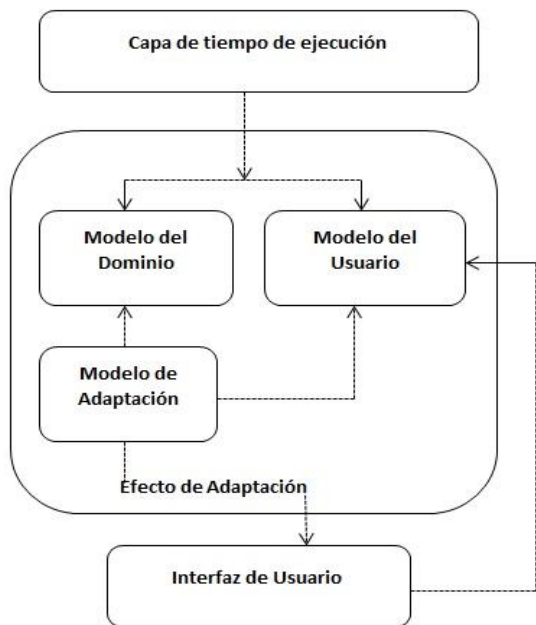 Capa de tiempo de ejecución
Modelo del
Dominio
Modelo del
Usuario
Modelo de
Adaptación
Efecto de Adaptación
Interfaz de Usuario